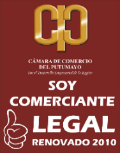 CÁMARA DE COMERCIO
DEL PUTUMAYO
SOY
COMERCIANTE
LEGAL
RENOVADO 2010